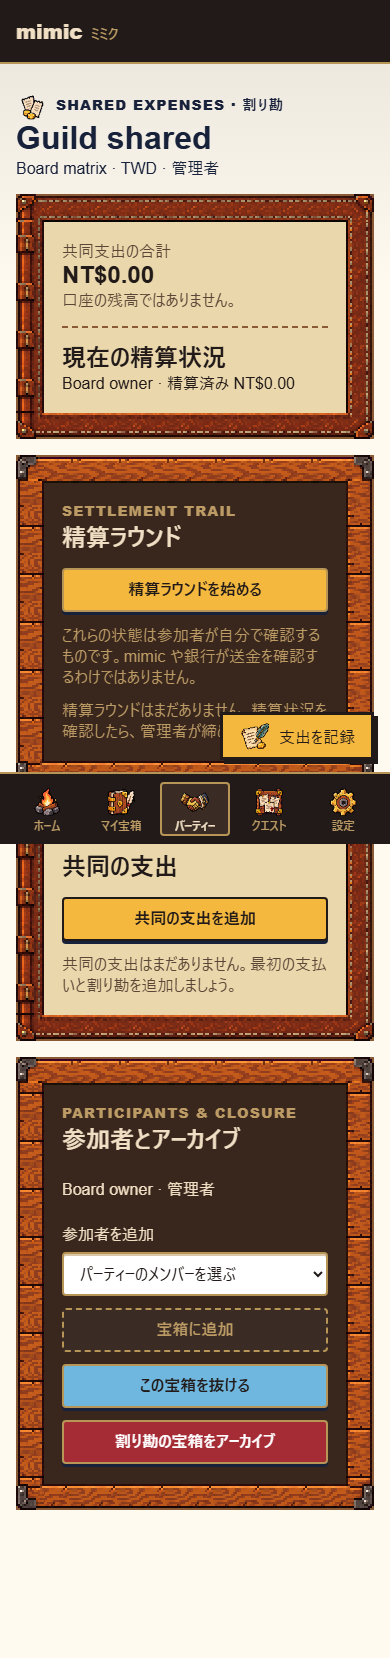 mimic ミミク
SHARED EXPENSES · 割り勘
Guild shared
Board matrix · TWD · 管理者
共同支出の合計
NT$0.00
口座の残高ではありません。
現在の精算状況
Board owner · 精算済み NT$0.00
SETTLEMENT TRAIL
精算ラウンド
精算ラウンドを始める
これらの状態は参加者が自分で確認する
ものです。mimic や銀行が送金を確認す
るわけではありません。
精算ラウンドはまだありません。精算状況を
確認したら、管理者が締
支出を記録
ホーム
マイ宝箱
パーティー
クエスト
設定
共同の支出
共同の支出を追加
共同の支出はまだありません。最初の支払
いと割り勘を追加しましょう。
PARTICIPANTS & CLOSURE
参加者とアーカイブ
Board owner · 管理者
参加者を追加
パーティーのメンバーを選ぶ
宝箱に追加
この宝箱を抜ける
割り勘の宝箱をアーカイブ